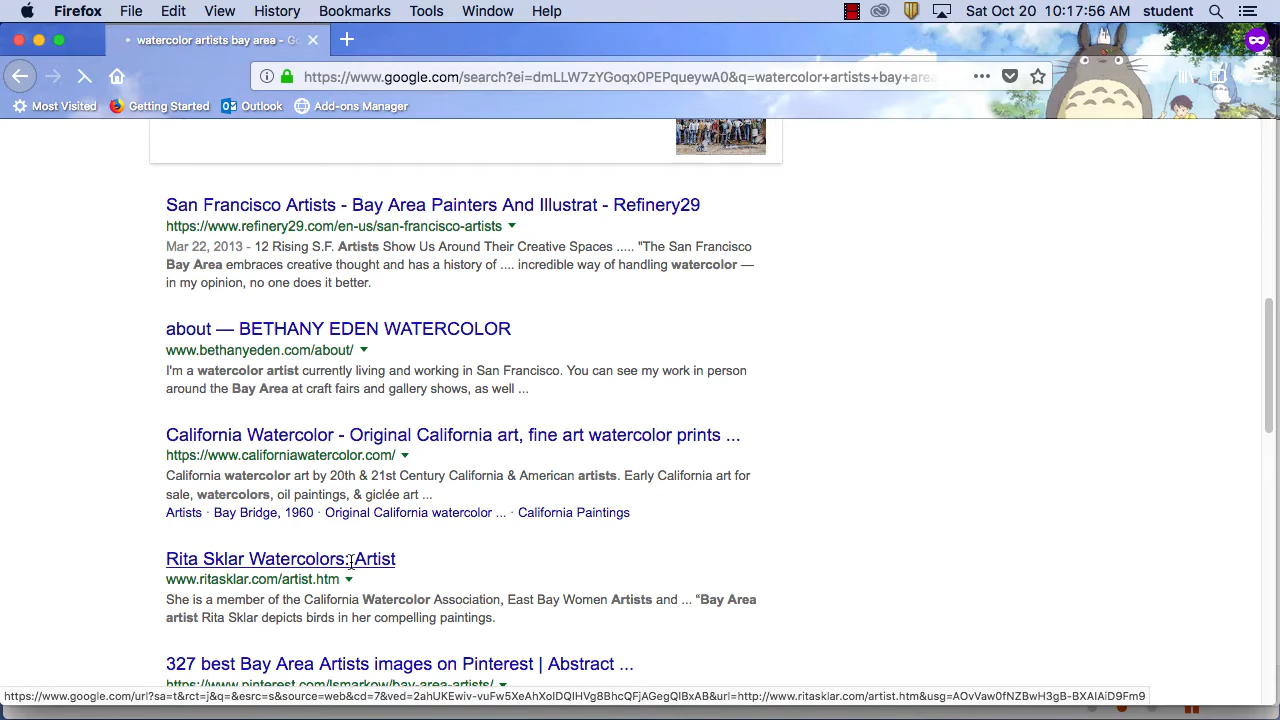 Firefox File Edit View History Bookmarks Tools Window Help Sat Oct 20 10:17:56 AM student
watercolor artists bay area - Go
https://www.google.com/search?ei=dmLLW7zYGoqx0PEPqueywA0&q=watercolor+artists+bay+area
Most Visited Getting Started Outlook Add-ons Manager
San Francisco Artists - Bay Area Painters And Illustrat - Refinery29
https://www.refinery29.com/en-us/san-francisco-artists
Mar 22, 2013 - 12 Rising S.F. Artists Show Us Around Their Creative Spaces ..... "The San Francisco
Bay Area embraces creative thought and has a history of .... incredible way of handling watercolor —
in my opinion, no one does it better.
about — BETHANY EDEN WATERCOLOR
www.bethanyeden.com/about/
I'm a watercolor artist currently living and working in San Francisco. You can see my work in person
around the Bay Area at craft fairs and gallery shows, as well ...
California Watercolor - Original California art, fine art watercolor prints ...
https://www.californiawatercolor.com/
California watercolor art by 20th & 21st Century California & American artists. Early California art for
sale, watercolors, oil paintings, & giclée art ...
Artists · Bay Bridge, 1960 · Original California watercolor ... · California Paintings
Rita Sklar Watercolors: Artist
www.ritasklar.com/artist.htm
She is a member of the California Watercolor Association, East Bay Women Artists and ... “Bay Area
artist Rita Sklar depicts birds in her compelling paintings.
327 best Bay Area Artists images on Pinterest | Abstract ...
https://www.pinterest.com/lsmarkow/bay-area-artists/
https://www.google.com/url?sa=t&rct=j&q=&esrc=s&source=web&cd=7&ved=2ahUKEwiv-vuFw5XeAhXolDQIHVg8BhcQFjAGegQIBxAB&url=http://www.ritasklar.com/artist.htm&usg=AOvVaw0fNZBwH3gB-BXAIAiD9Fm9